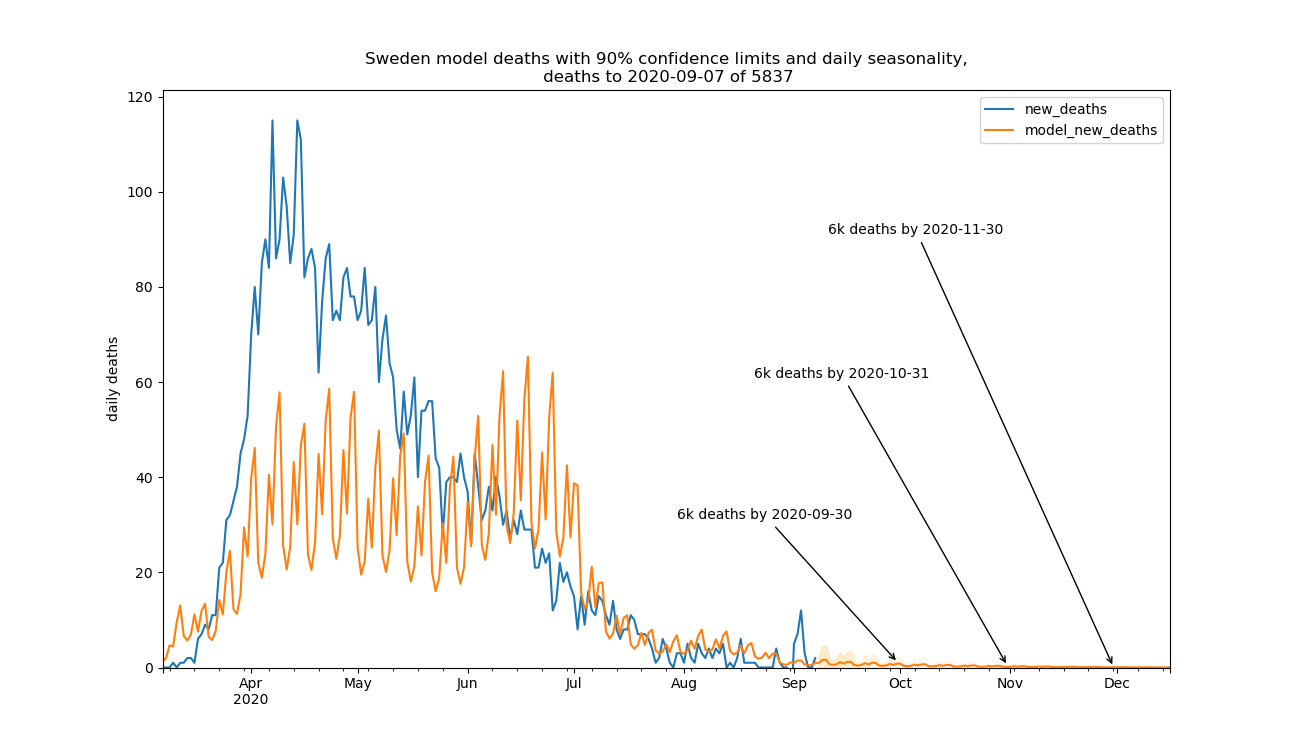 Sweden model deaths with 90% confidence limits and daily seasonality,
deaths to 2020-09-07 of 5837
120
100
80
60
40
20
0
daily deaths
new_deaths
model_new_deaths
6k deaths by 2020-11-30
6k deaths by 2020-10-31
6k deaths by 2020-09-30
Apr May Jun Jul Aug Sep Oct Nov Dec
2020